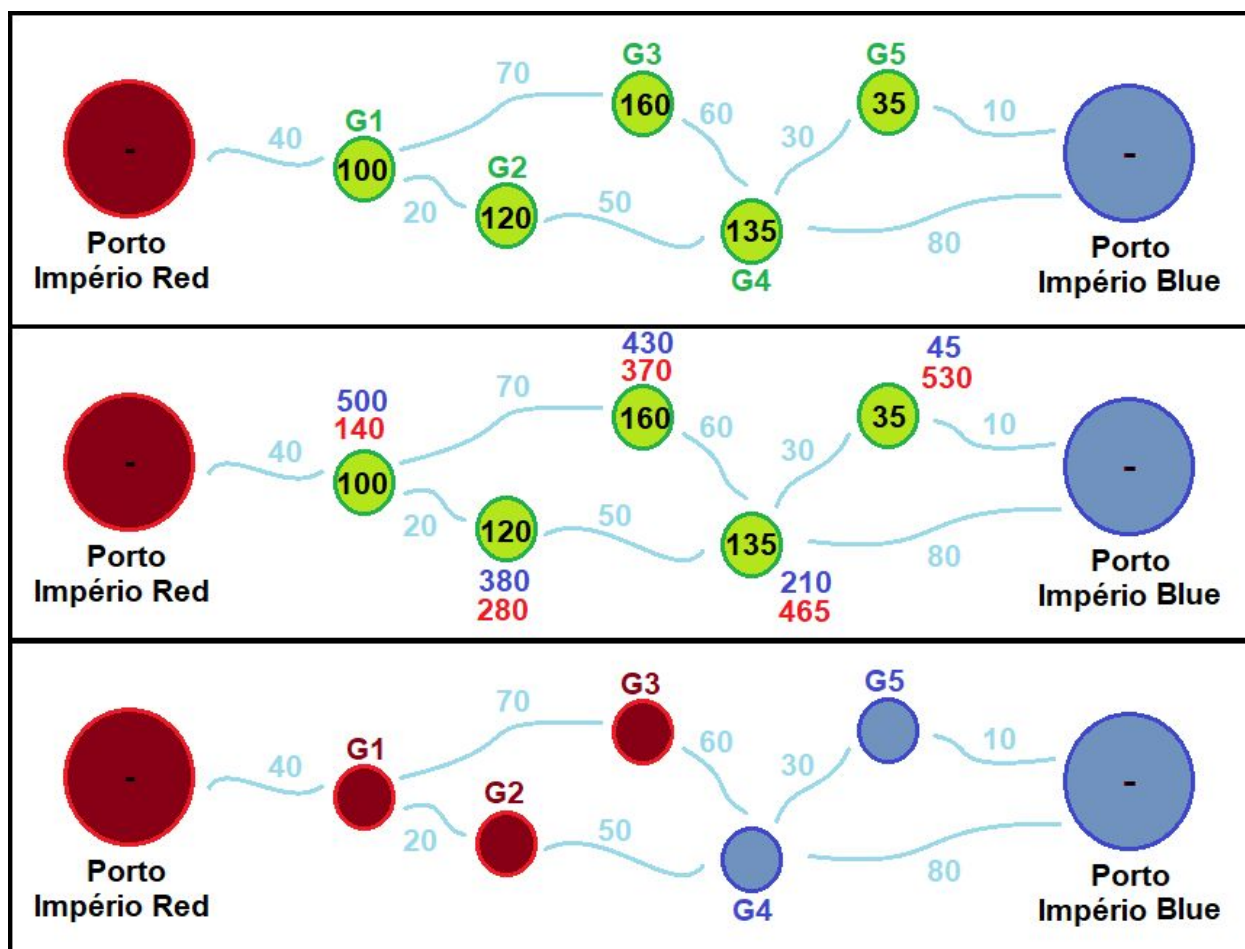 G3
G5
70
160
35
10
60
40
G1
30
100
G2
-
-
20
120
50
135
80
Porto
Império Red
G4
Porto
Império Blue
430
370
45
530
500
140
70
160
35
10
60
40
30
100
-
-
20
120
50
135
80
380
280
210
465
Porto
Império Red
Porto
Império Blue
G3
G5
70
10
60
40
G1
30
G2
-
-
20
50
80
Porto
Império Red
G4
Porto
Império Blue